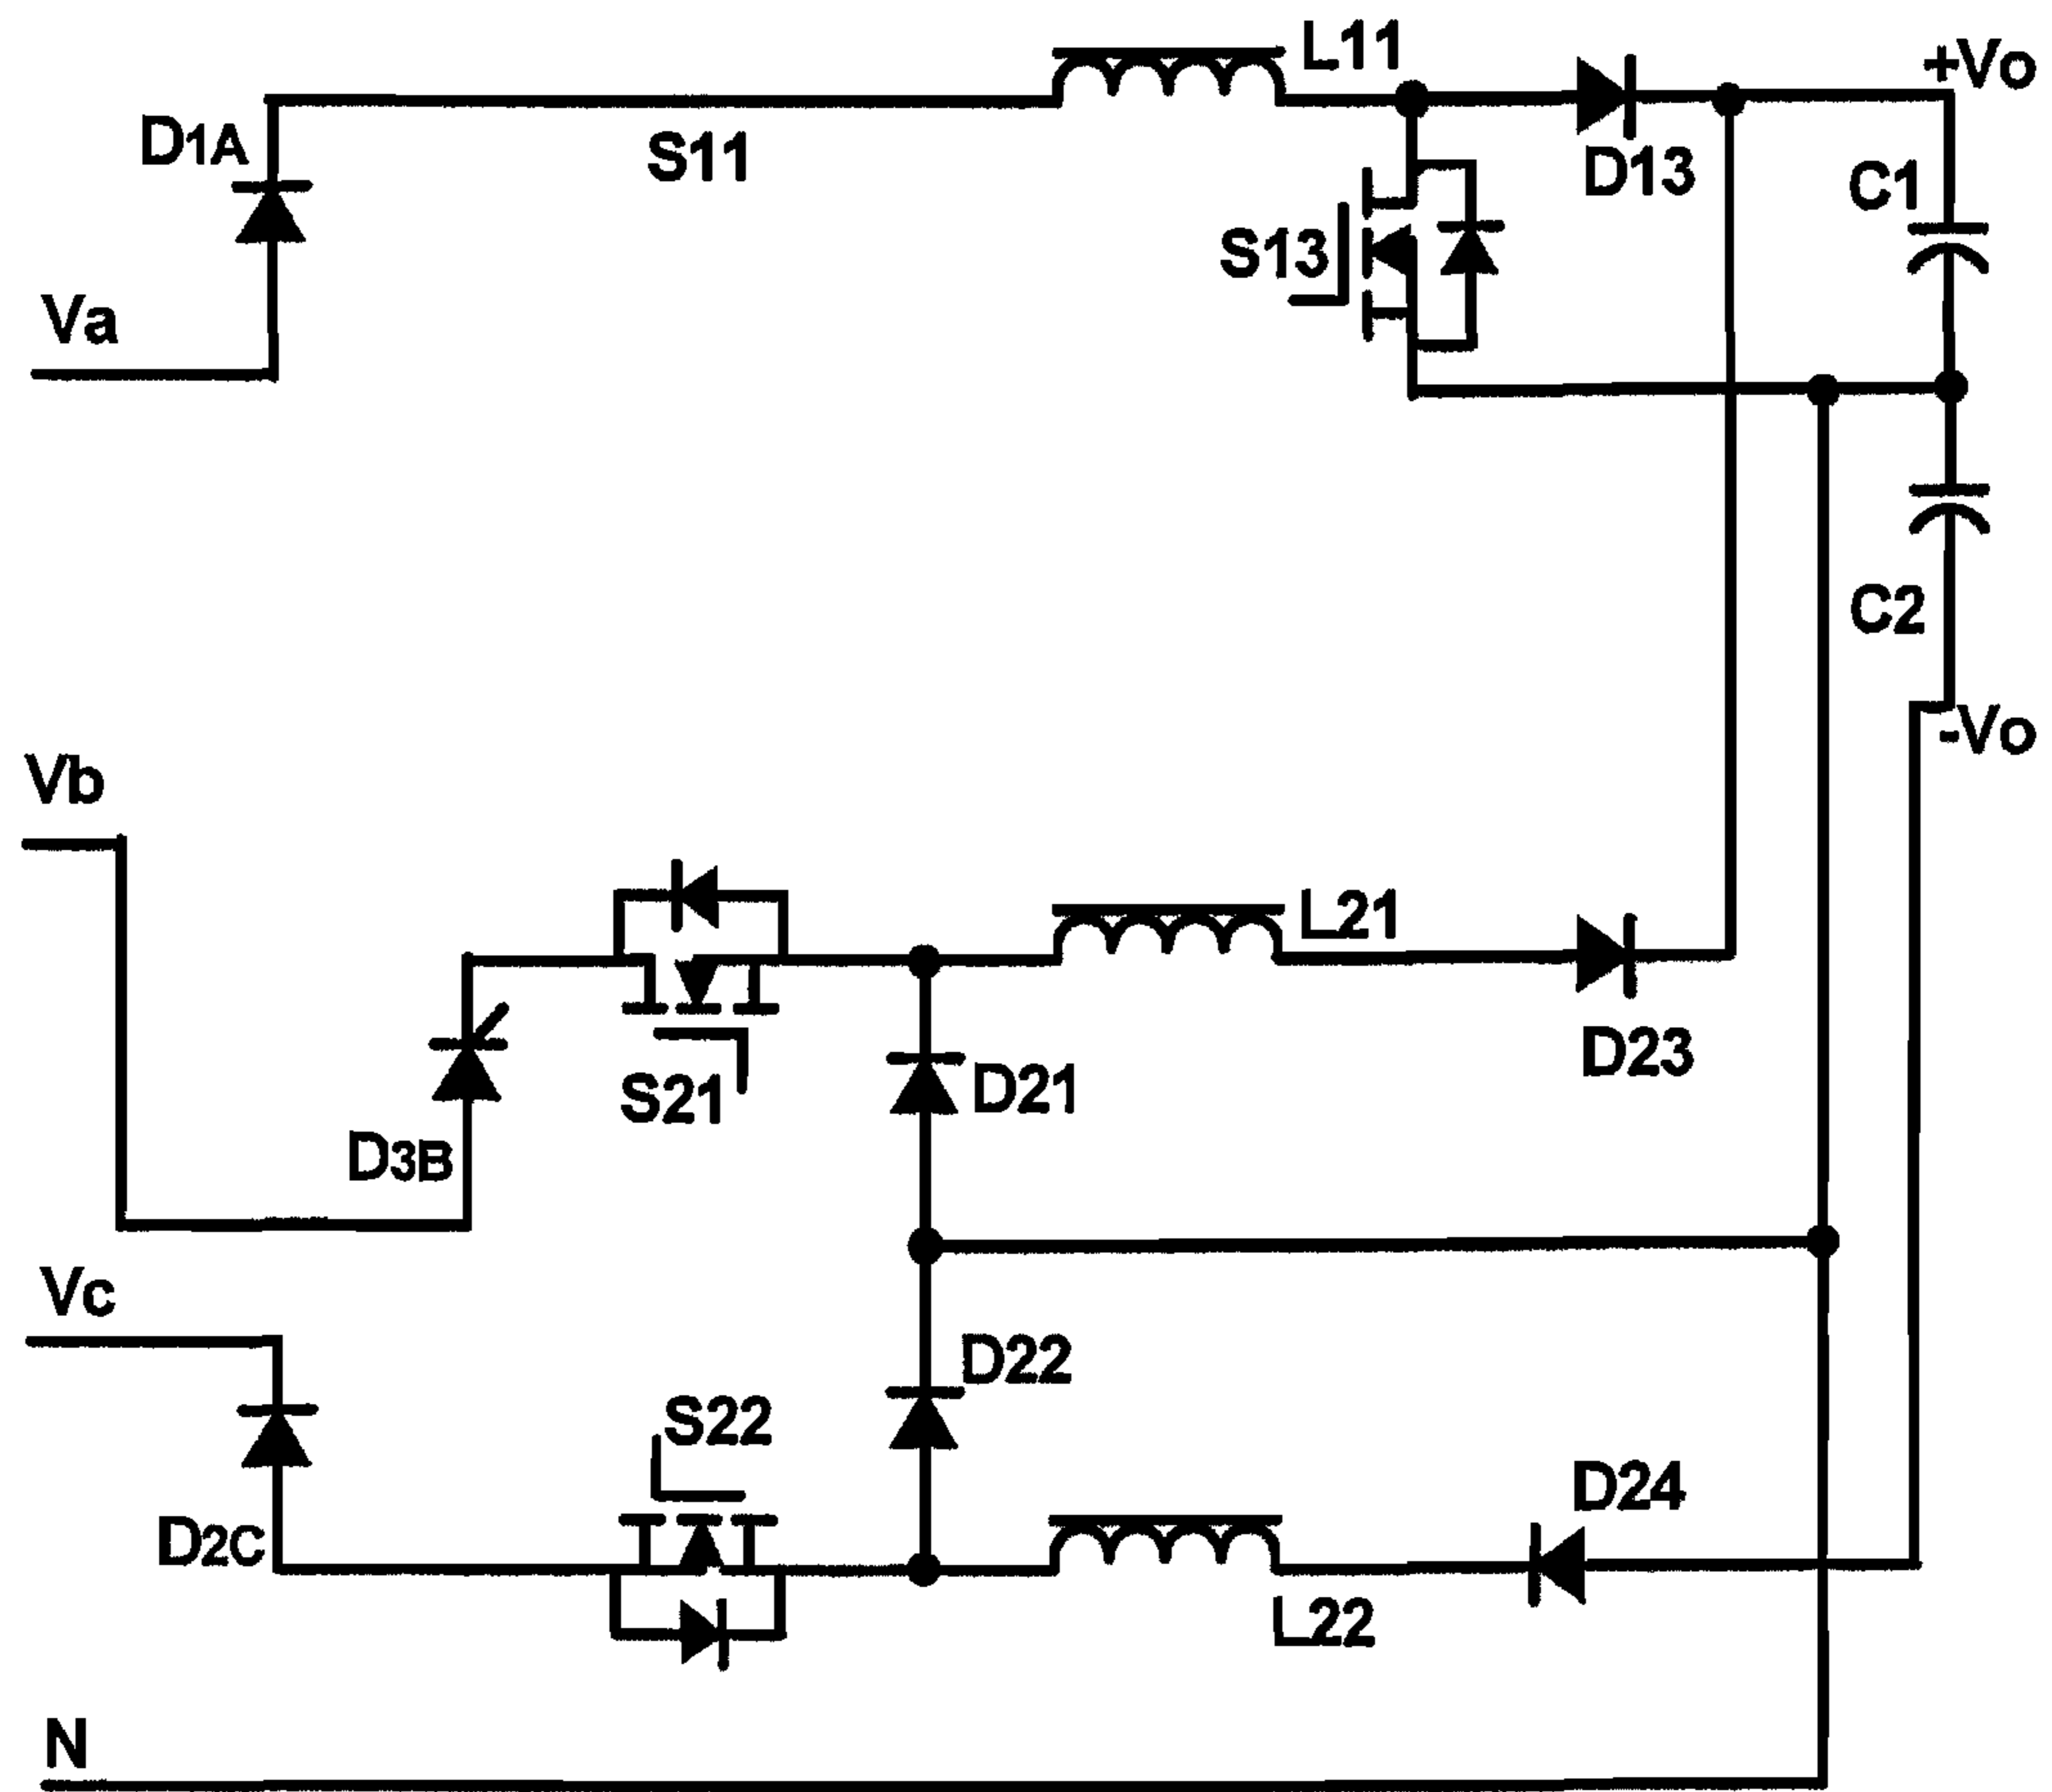 L11
+Vo
D1A
S11
D13
C1
S13
Va
C2
-Vo
Vb
L21
D23
S21
D21
D3B
Vc
D22
S22
D24
D2C
L22
N